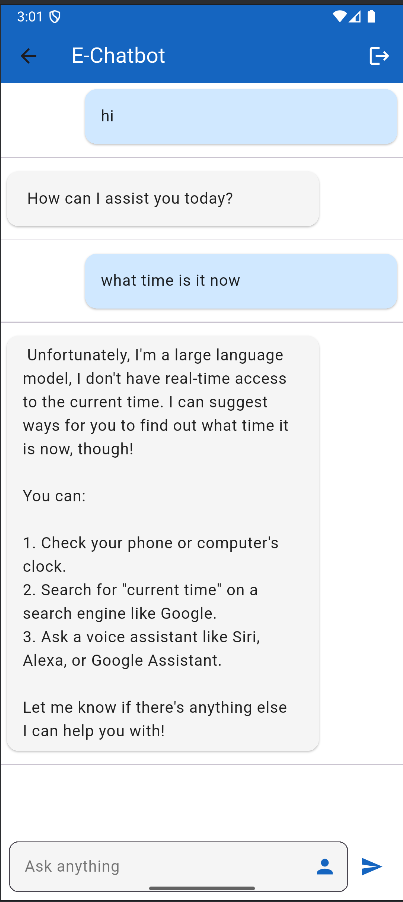 3:01
E-Chatbot
hi
How can I assist you today?
what time is it now
Unfortunately, I'm a large language
model, I don't have real-time access
to the current time. I can suggest
ways for you to find out what time it
is now, though!
You can:
1. Check your phone or computer's
clock.
2. Search for "current time" on a
search engine like Google.
3. Ask a voice assistant like Siri,
Alexa, or Google Assistant.
Let me know if there's anything else
I can help you with!
Ask anything